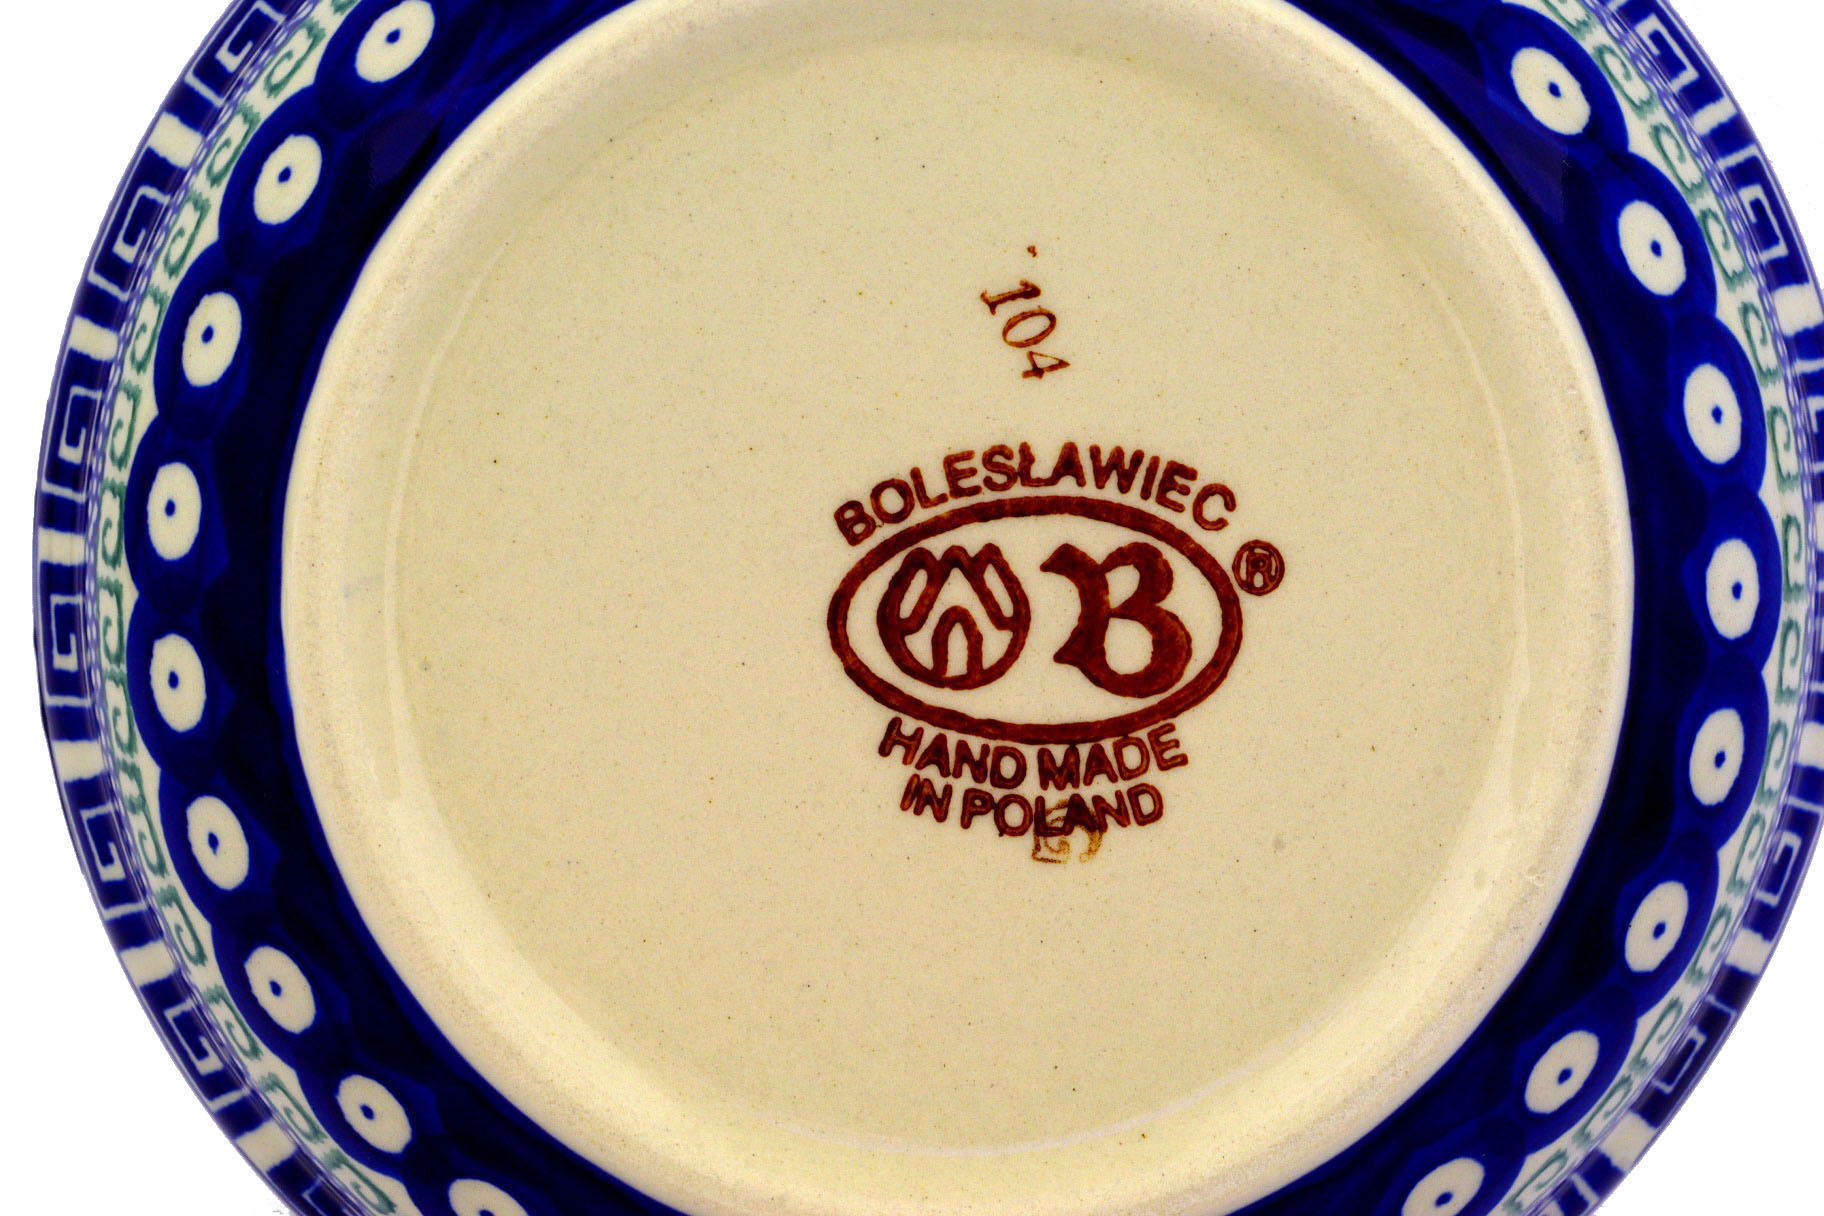 104
BOLESŁAWIEC
B ®
HAND MADE
IN POLAND